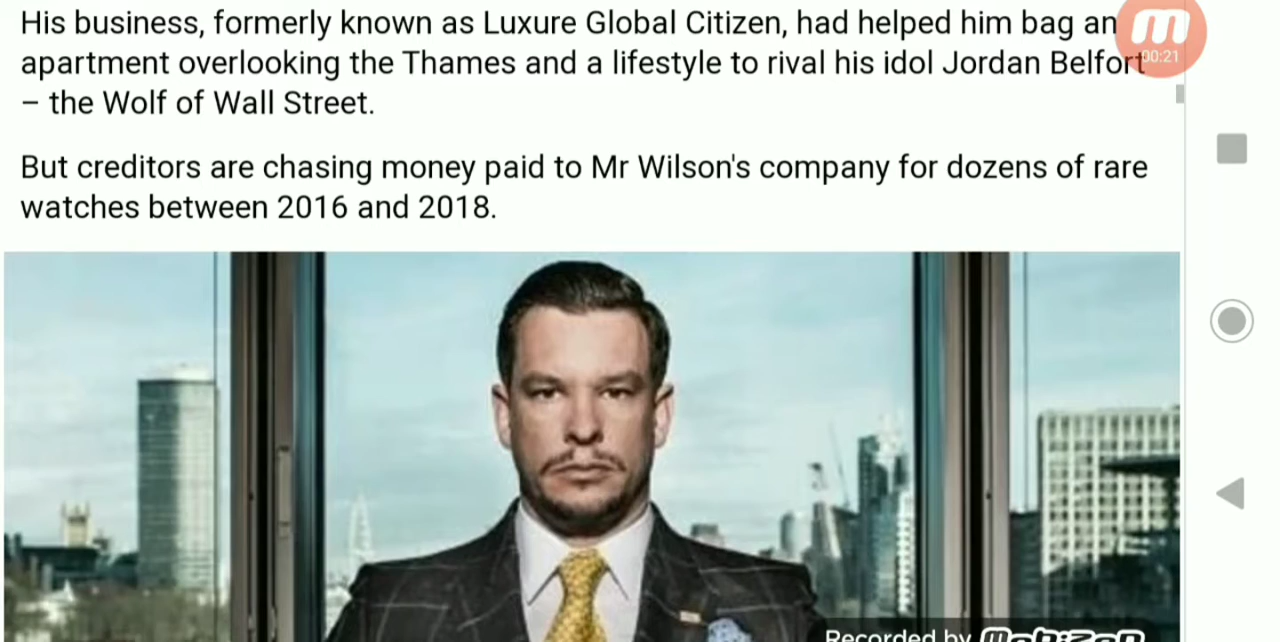 His business, formerly known as Luxure Global Citizen, had helped him bag an
apartment overlooking the Thames and a lifestyle to rival his idol Jordan Belfort
– the Wolf of Wall Street.
But creditors are chasing money paid to Mr Wilson's company for dozens of rare
watches between 2016 and 2018.
00:21
Recorded by mobizen